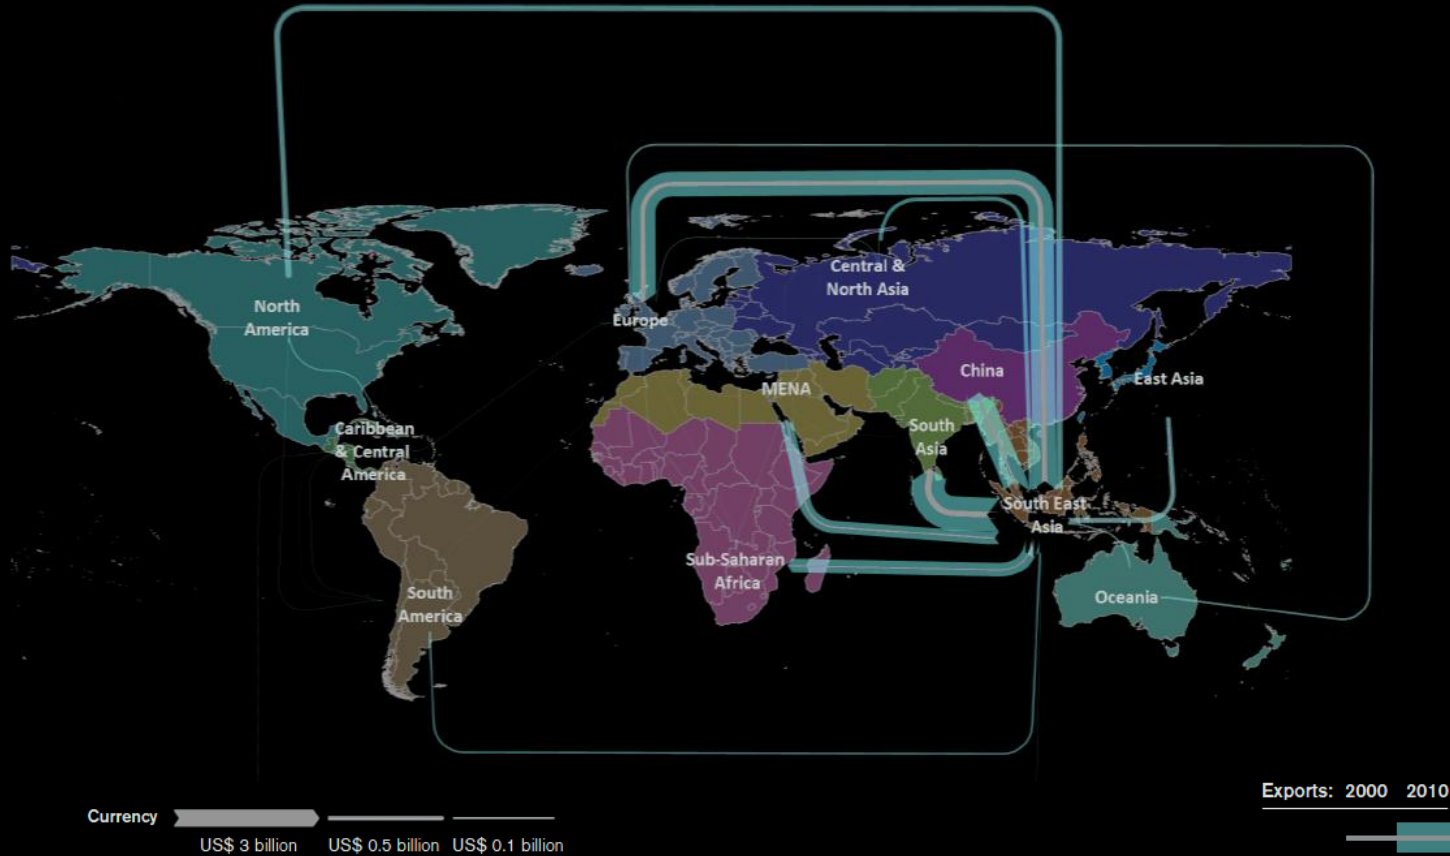 North
America
Caribbean
& Central
America
South
America
Europe
Central &
North Asia
MENA
China
East Asia
South
Asia
South East
Asia
Sub-Saharan
Africa
Oceania
Exports: 2000 2010
Currency
US$ 3 billion US$ 0.5 billion US$ 0.1 billion